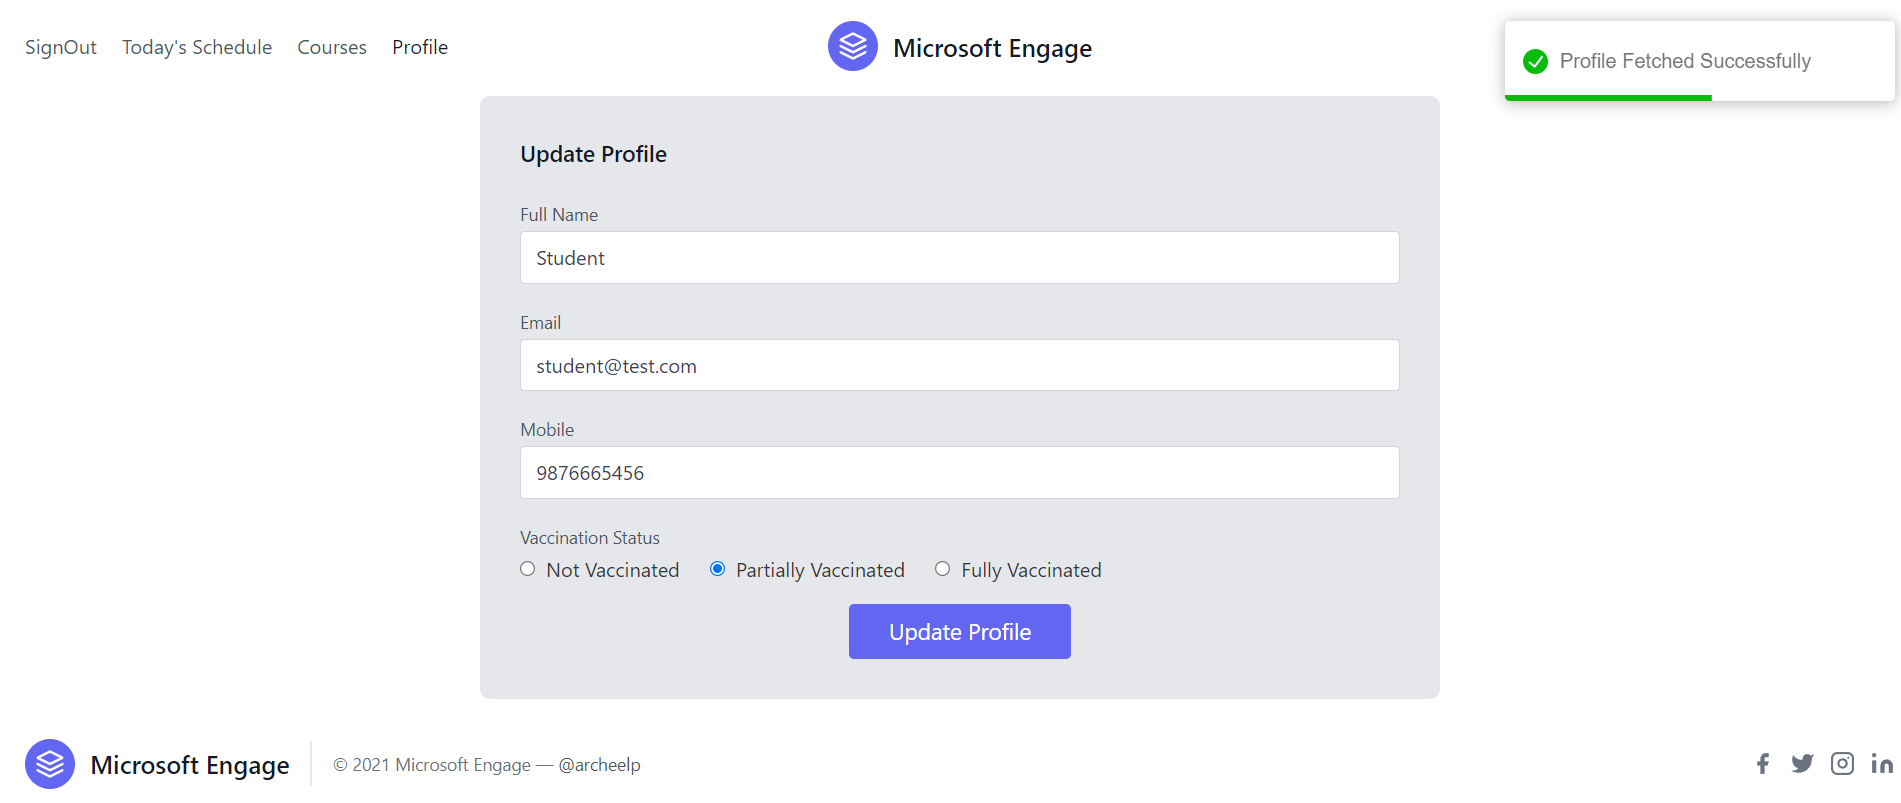 SignOut Today's Schedule Courses Profile
Microsoft Engage
Profile Fetched Successfully
Update Profile
Full Name
Student
Email
student@test.com
Mobile
9876665456
Vaccination Status
Not Vaccinated Partially Vaccinated Fully Vaccinated
Update Profile
Microsoft Engage
© 2021 Microsoft Engage — @archeelp